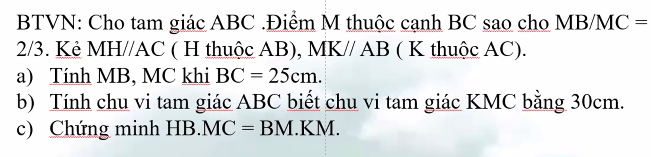 BTVN: Cho tam giác ABC .Điểm M thuộc cạnh BC sao cho MB/MC =
2/3. Kẻ MH//AC ( H thuộc AB), MK// AB ( K thuộc AC).
a) Tính MB, MC khi BC = 25cm.
b) Tính chu vi tam giác ABC biết chu vi tam giác KMC bằng 30cm.
c) Chứng minh HB.MC = BM.KM.